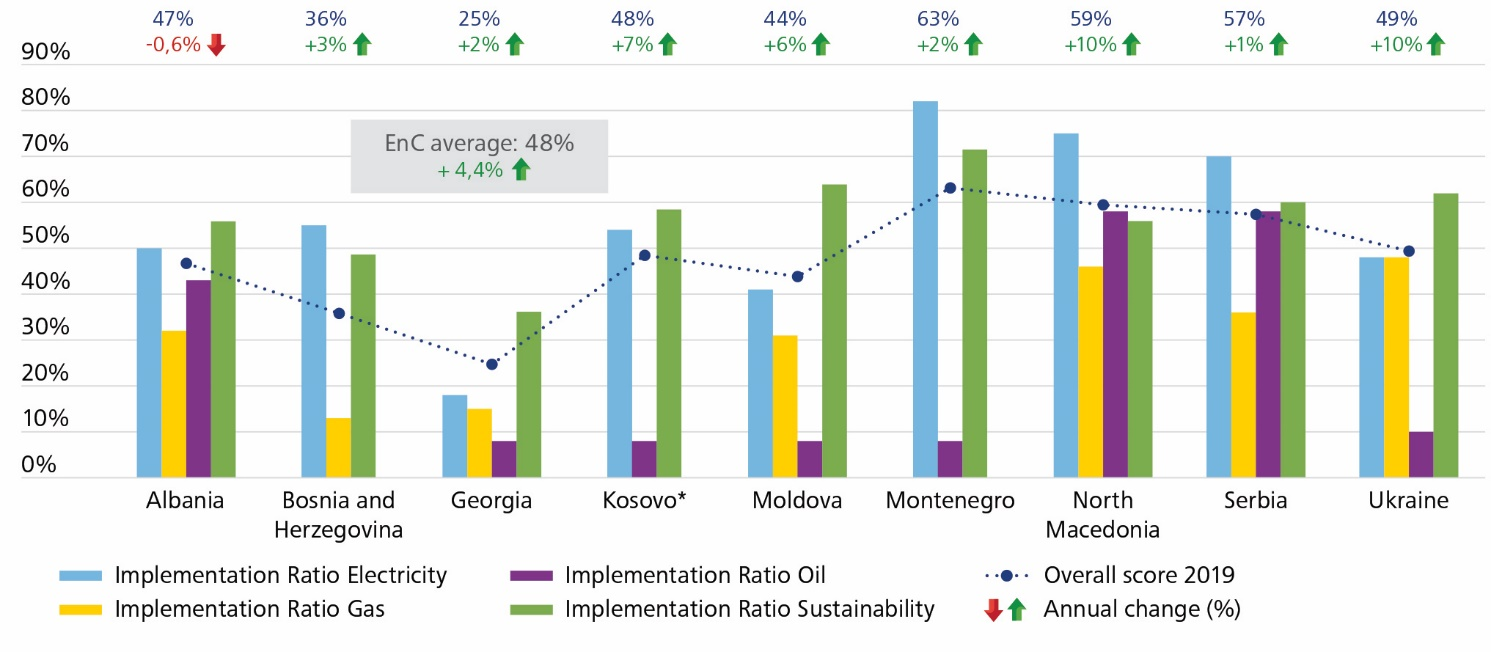 47% 36% 25% 48% 44% 63% 59% 57% 49%
-0,6% +3% +2% +7% +6% +2% +10% +1% +10%
90%
80%
70%
60%
50%
40%
30%
20%
10%
0%
EnC average: 48%
+ 4,4%
Albania Bosnia and Georgia Kosovo* Moldova Montenegro North Serbia Ukraine
Herzegovina Macedonia
Implementation Ratio Electricity Implementation Ratio Oil Overall score 2019
Implementation Ratio Gas Implementation Ratio Sustainability Annual change (%)